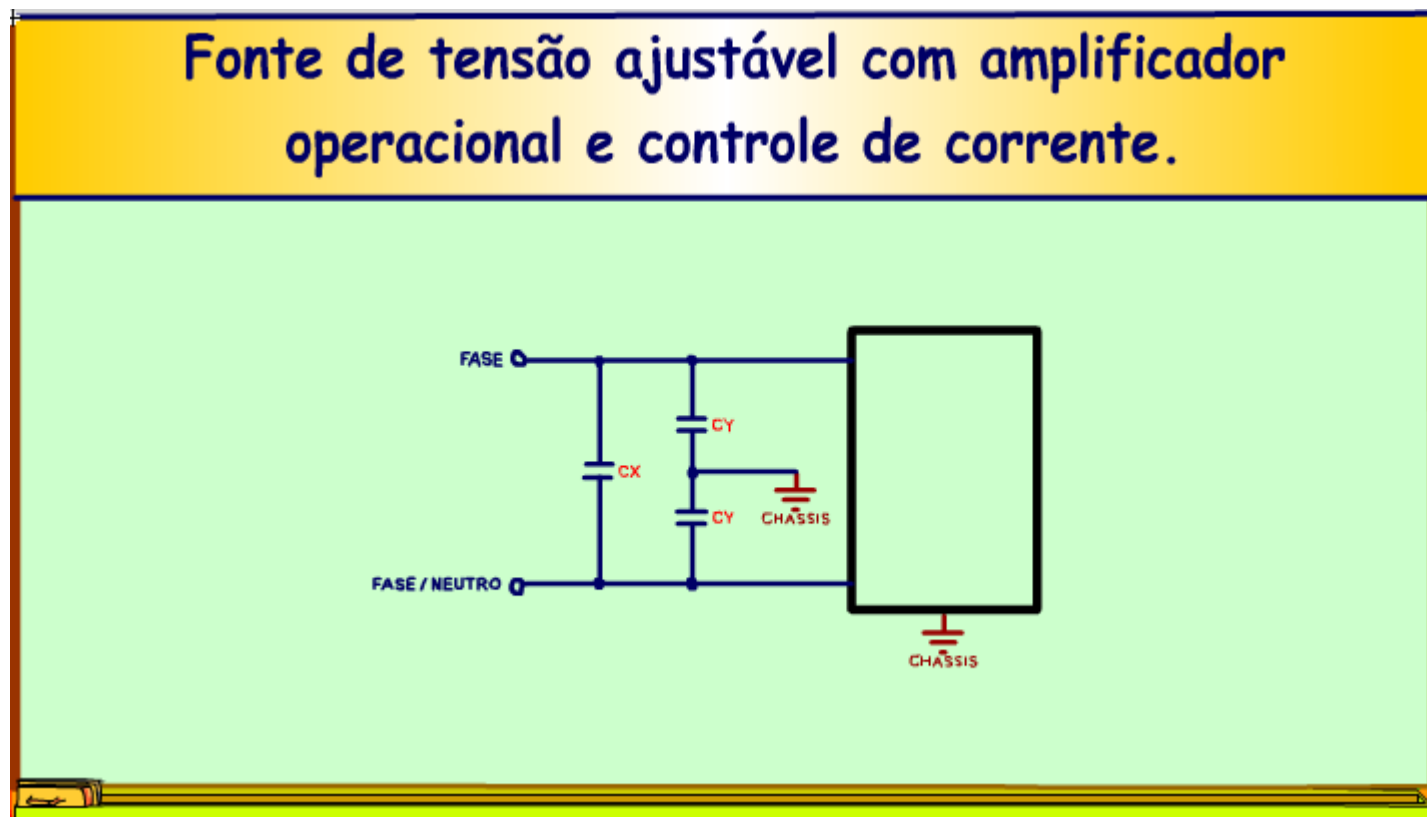 Fonte de tensão ajustável com amplificador
operacional e controle de corrente.
FASE
CY
CX
CY
CHASSIS
FASE / NEUTRO
CHASSIS